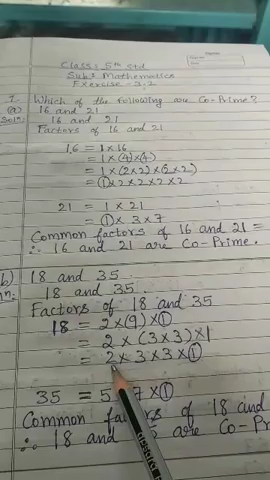 Class: 5th std
Sub: Mathematics
Exercise - 3.2
1. Which of the following are Co-Prime?
(a) 16 and 21
Soln: 16 and 21
Factors of 16 and 21
16 = 1 × 16
= 1 × (4) × (4)
= 1 × (2×2) × (2×2)
= ① × 2 × 2 × 2 × 2
21 = 1 × 21
= ① × 3 × 7
Common factors of 16 and 21 =
∴ 16 and 21 are Co-Prime.
b) 18 and 35
18 and 35
Factors of 18 and 35
18 = 2 × (9) × ①
= 2 × (3 × 3) × 1
= 2 × 3 × 3 × ①
35 = 5 × 7 × ①
Common factors of 18 and
∴ 18 and 35 are Co-Pr